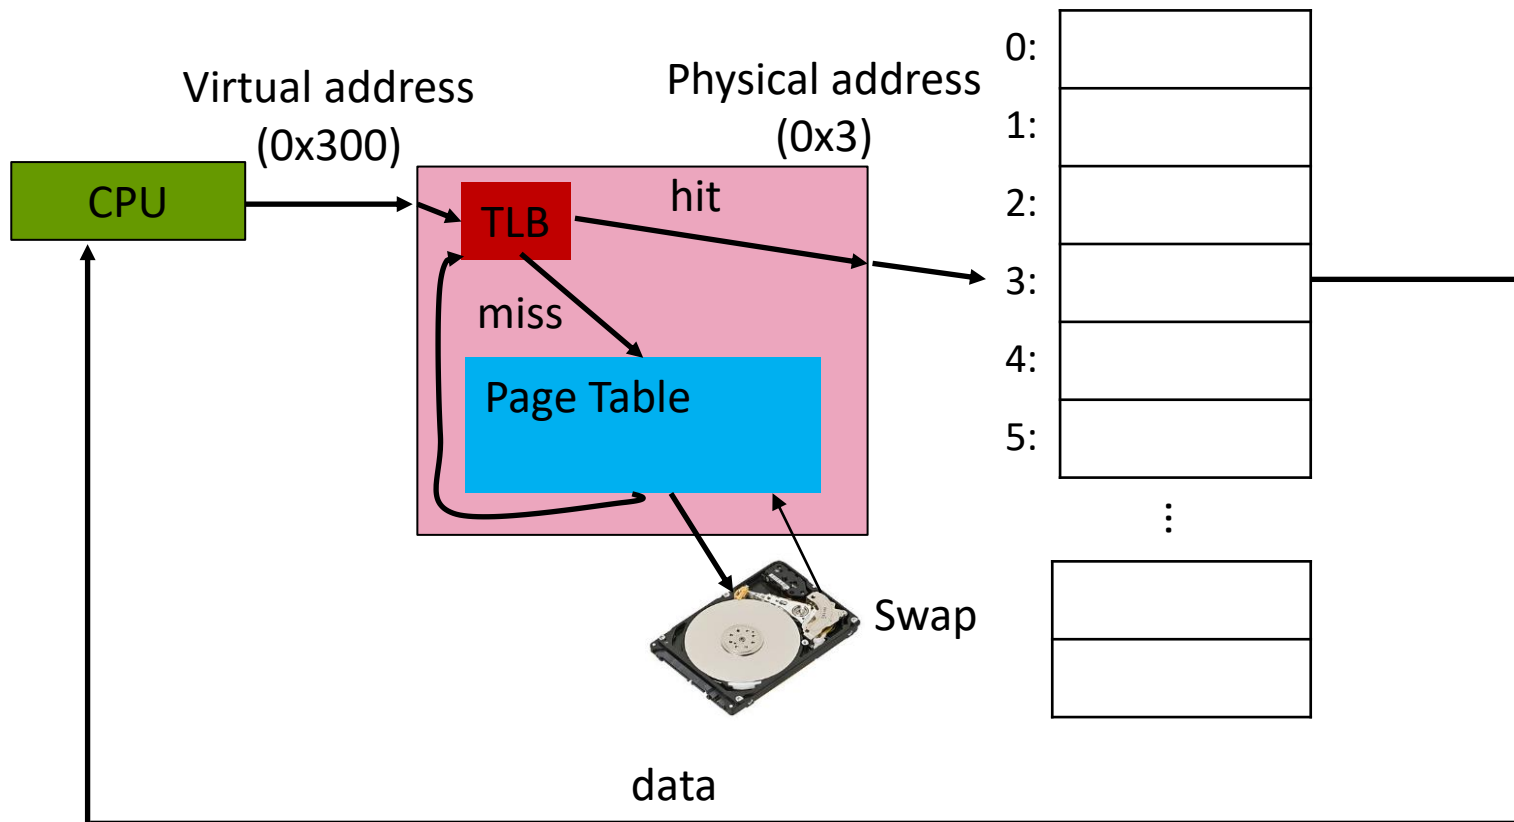 Virtual address
(0x300)
Physical address
(0x3)
CPU
TLB
hit
miss
Page Table
Swap
data
0:
1:
2:
3:
4:
5:
...